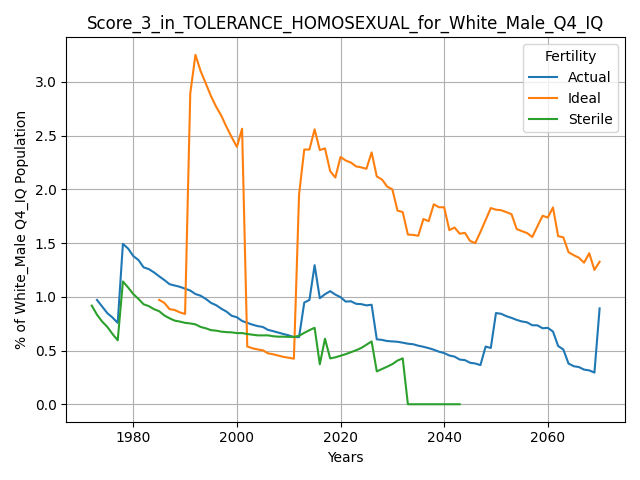 Score_3_in_TOLERANCE_HOMOSEXUAL_for_White_Male_Q4_IQ
Fertility
Actual
Ideal
Sterile
% of White_Male Q4_IQ Population
3.0
2.5
2.0
1.5
1.0
0.5
0.0
1980 2000 2020 2040 2060
Years